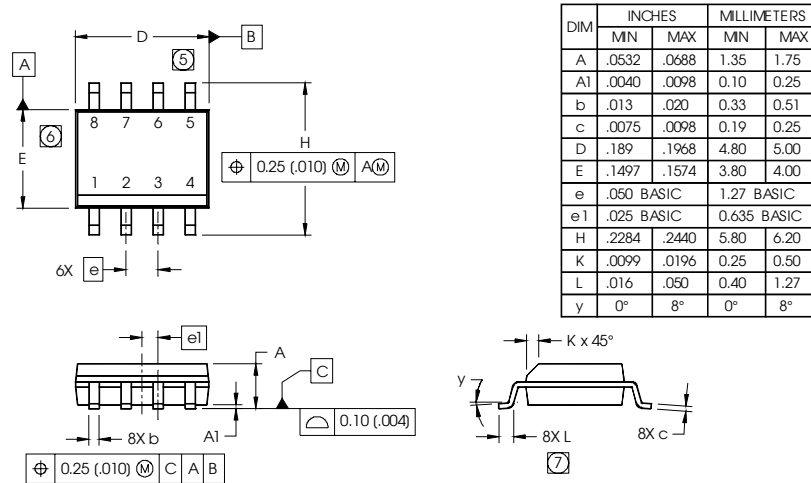 D
B
5
A
8 7 6 5
6
E
H
⌖ 0.25 (.010) Ⓜ AⓂ
1 2 3 4
6X e
e1
A
C
8X b
A1
⌓ 0.10 (.004)
⌖ 0.25 (.010) Ⓜ C A B
DIM INCHES MILLIMETERS
MIN MAX MIN MAX
A .0532 .0688 1.35 1.75
A1 .0040 .0098 0.10 0.25
b .013 .020 0.33 0.51
c .0075 .0098 0.19 0.25
D .189 .1968 4.80 5.00
E .1497 .1574 3.80 4.00
e .050 BASIC 1.27 BASIC
e1 .025 BASIC 0.635 BASIC
H .2284 .2440 5.80 6.20
K .0099 .0196 0.25 0.50
L .016 .050 0.40 1.27
y 0° 8° 0° 8°
K x 45°
y
8X L
8X c
7